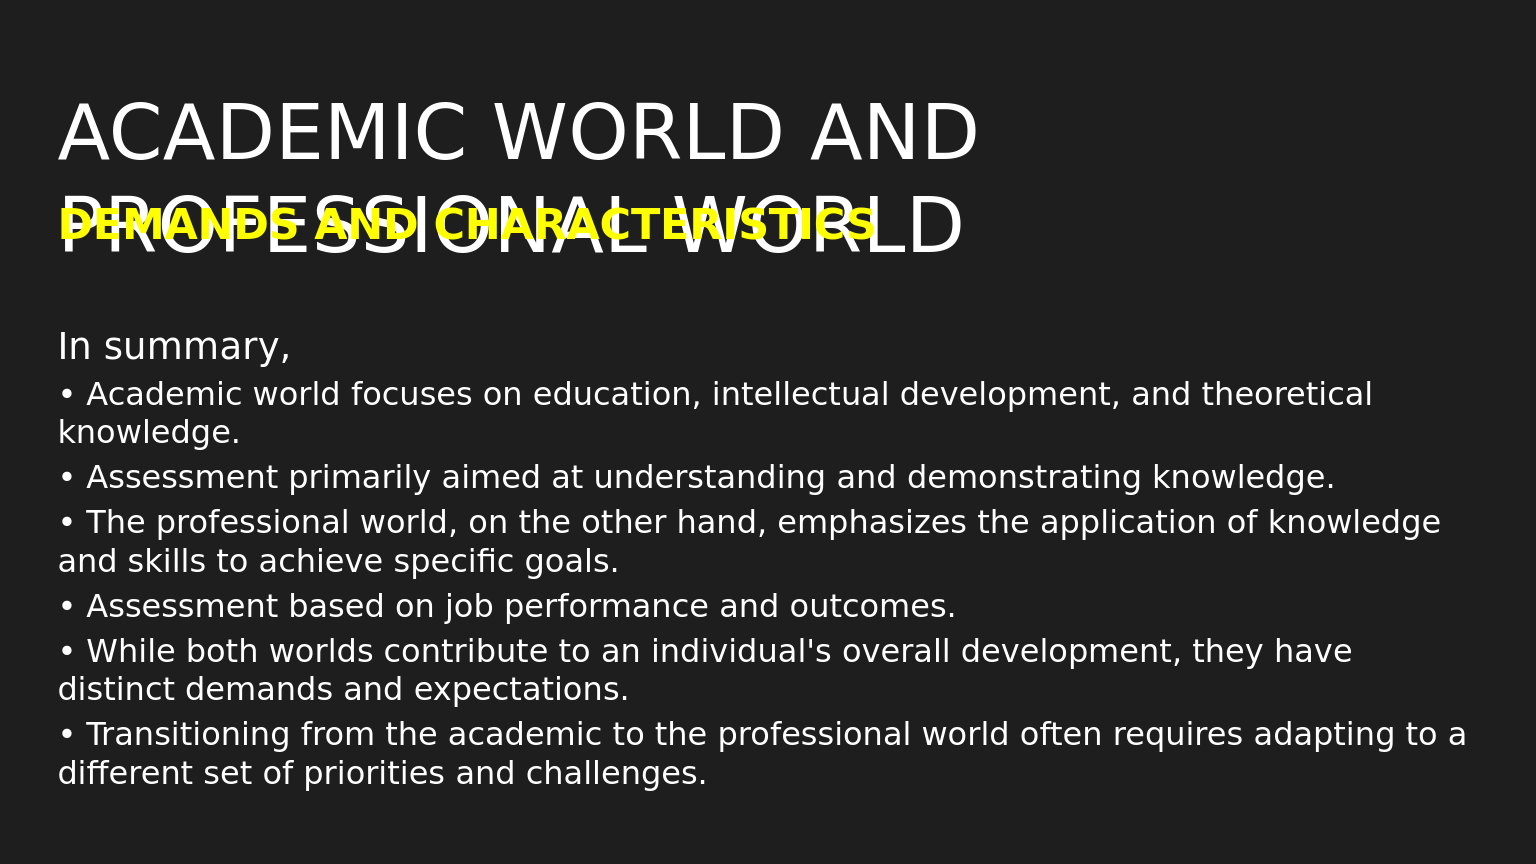 ACADEMIC WORLD AND
PROFESSIONAL WORLD
DEMANDS AND CHARACTERISTICS
In summary,
• Academic world focuses on education, intellectual development, and theoretical
knowledge.
• Assessment primarily aimed at understanding and demonstrating knowledge.
• The professional world, on the other hand, emphasizes the application of knowledge
and skills to achieve specific goals.
• Assessment based on job performance and outcomes.
• While both worlds contribute to an individual's overall development, they have
distinct demands and expectations.
• Transitioning from the academic to the professional world often requires adapting to a
different set of priorities and challenges.